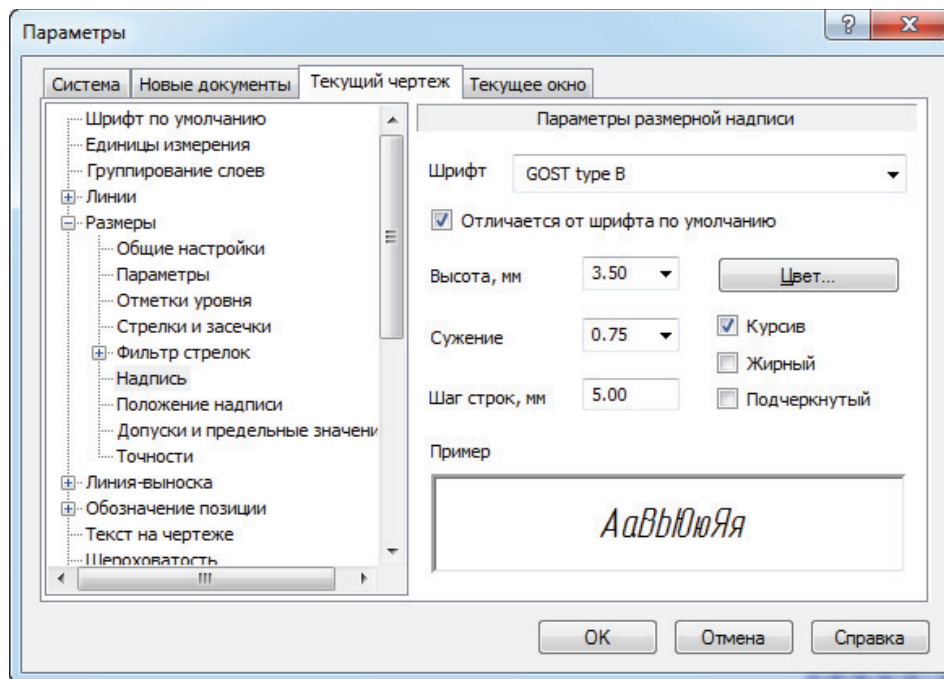 Параметры
Система Новые документы Текущий чертеж Текущее окно
Шрифт по умолчанию
Единицы измерения
Группирование слоев
Линии
Размеры
Общие настройки
Параметры
Отметки уровня
Стрелки и засечки
Фильтр стрелок
Надпись
Положение надписи
Допуски и предельные значени
Точности
Линия-выноска
Обозначение позиции
Текст на чертеже
Шероховатость
Параметры размерной надписи
Шрифт GOST type B
Отличается от шрифта по умолчанию
Высота, мм 3.50 Цвет...
Сужение 0.75 Курсив
Жирный
Шаг строк, мм 5.00 Подчеркнутый
Пример
АаВbЮюЯя
OK Отмена Справка